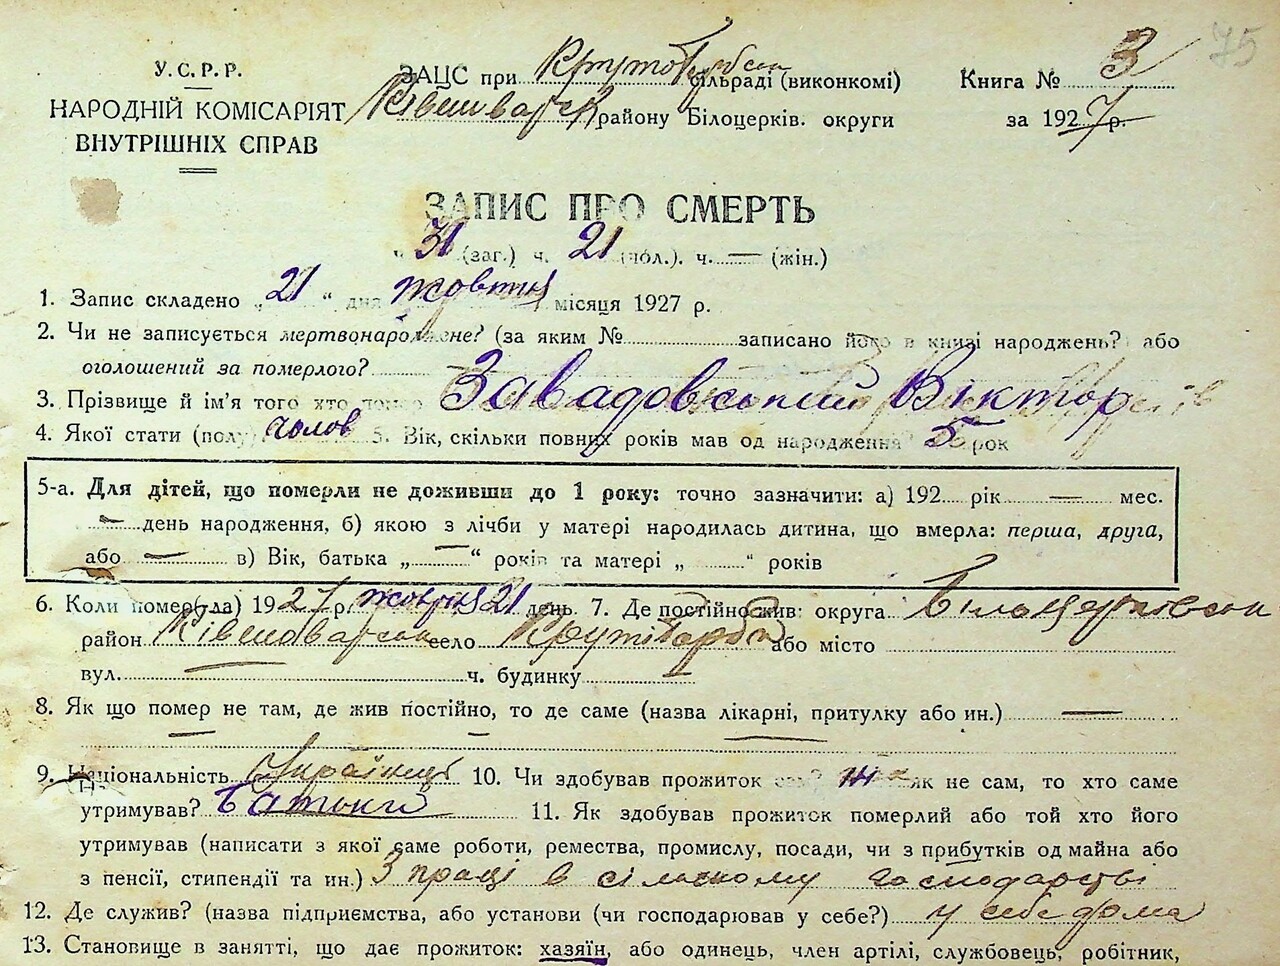 75
У.С.Р.Р.
НАРОДНІЙ КОМІСАРІЯТ
ВНУТРІШНІХ СПРАВ
ЗАЦС при Крутогорбськ сільраді (виконкомі)
Ківшоварськ району Білоцерків. округи
Книга № 3
за 1927 р.
ЗАПИС ПРО СМЕРТЬ
ч. 31 (заг.) ч. 21 (чол.). ч. — (жін.)
1. Запис складено „21“ дня жовтня місяця 1927 р.
2. Чи не записується мертвонароджене? (за яким № записано його в книзі народжень?) або
оголошений за померлого?
3. Прізвище й ім'я того хто помер Завадовський Віктор
4. Якої стати (полу) чолов 5. Вік, скільки повних років мав од народження? 5 рок
5-а. Для дітей, що померли не доживши до 1 року: точно зазначити: а) 192 рік — мес.
— день народження, б) якою з лічби у матері народилась дитина, що вмерла: перша, друга,
або — в) Вік, батька „—“ років та матері „ “ років
6. Коли помер(-ла) 1927 р. жовтня 21 день. 7. Де постійно жив: округа Білоцерковськ
район Ківшоварськ село Крутіборби або місто
вул. — ч. будинку —
8. Як що помер не там, де жив постійно, то де саме (назва лікарні, притулку або ин.) —
9. Національність Українець 10. Чи здобував прожиток сам? ні як не сам, то хто саме
утримував? Батьки 11. Як здобував прожиток померлий або той хто його
утримував (написати з якої саме роботи, ремества, промислу, посади, чи з прибутків од майна або
з пенсії, стипендії та ин.) З праці в сільському господарстві
12. Де служив? (назва підприємства, або установи (чи господарював у себе?) у себе дома
13. Становище в занятті, що дає прожиток: хазяїн, або одинець, член артілі, службовець, робітник,